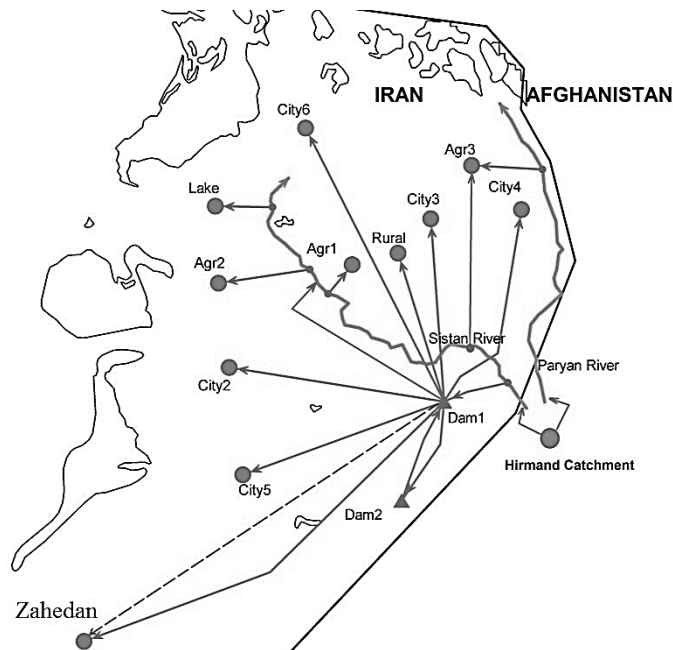 IRAN
AFGHANISTAN
City6
Agr3
City4
Lake
City3
Agr1
Rural
Agr2
Sistan River
City2
Paryan River
Dam1
Hirmand Catchment
City5
Dam2
Zahedan